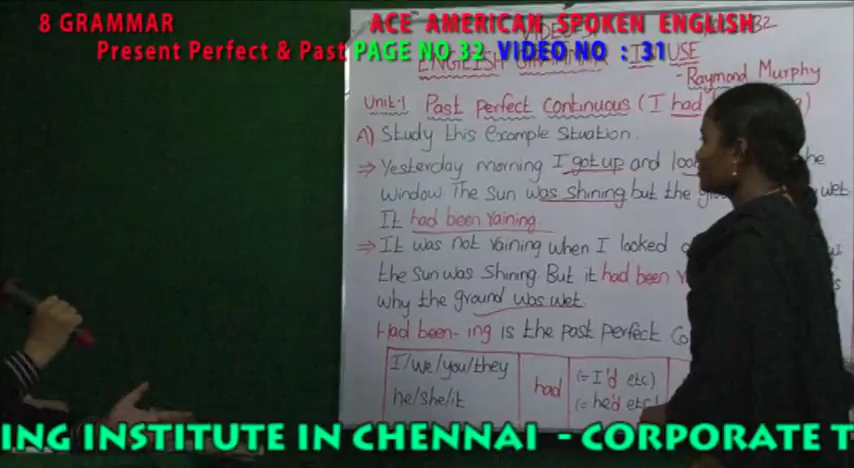 8 GRAMMAR
ACE AMERICAN SPOKEN ENGLISH
Present Perfect & Past PAGE NO 32 VIDEO NO : 31
ENGLISH GRAMMAR IN USE
- Raymond Murphy
Unit-1 Past perfect Continuous (I had
A) Study this example Situation.
⇒ Yesterday morning I got up and
window. The Sun was shining but the wet
It had been raining
⇒ It was not raining when I looked
the Sun was Shining. But it had been
why the ground was wet
Had been-ing is the past perfect
I/we/you/they
he/she/it
had
(= I'd etc)
(= he'd etc)
ING INSTITUTE IN CHENNAI - CORPORATE T